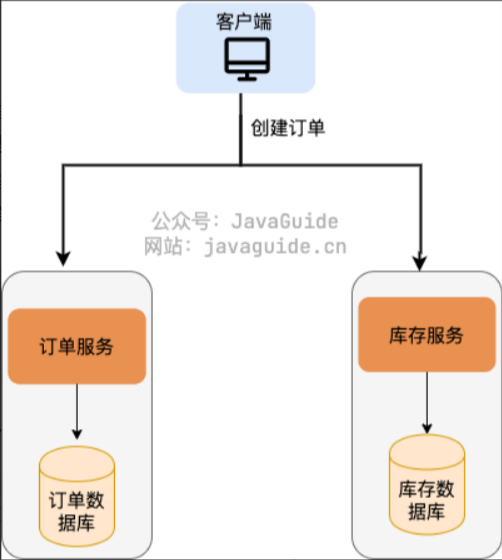 客户端
创建订单
公众号：JavaGuide
网站：javaguide.cn
订单服务
库存服务
订单数
据库
库存数
据库